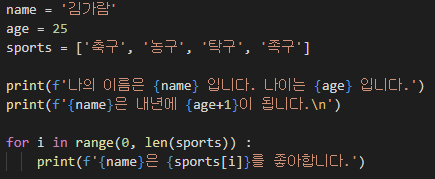 name = '김가람'
age = 25
sports = ['축구', '농구', '탁구', '족구']
print(f'나의 이름은 {name} 입니다. 나이는 {age} 입니다.')
print(f'{name}은 내년에 {age+1}이 됩니다.\n')
for i in range(0, len(sports)) :
    print(f'{name}은 {sports[i]}를 좋아합니다.')